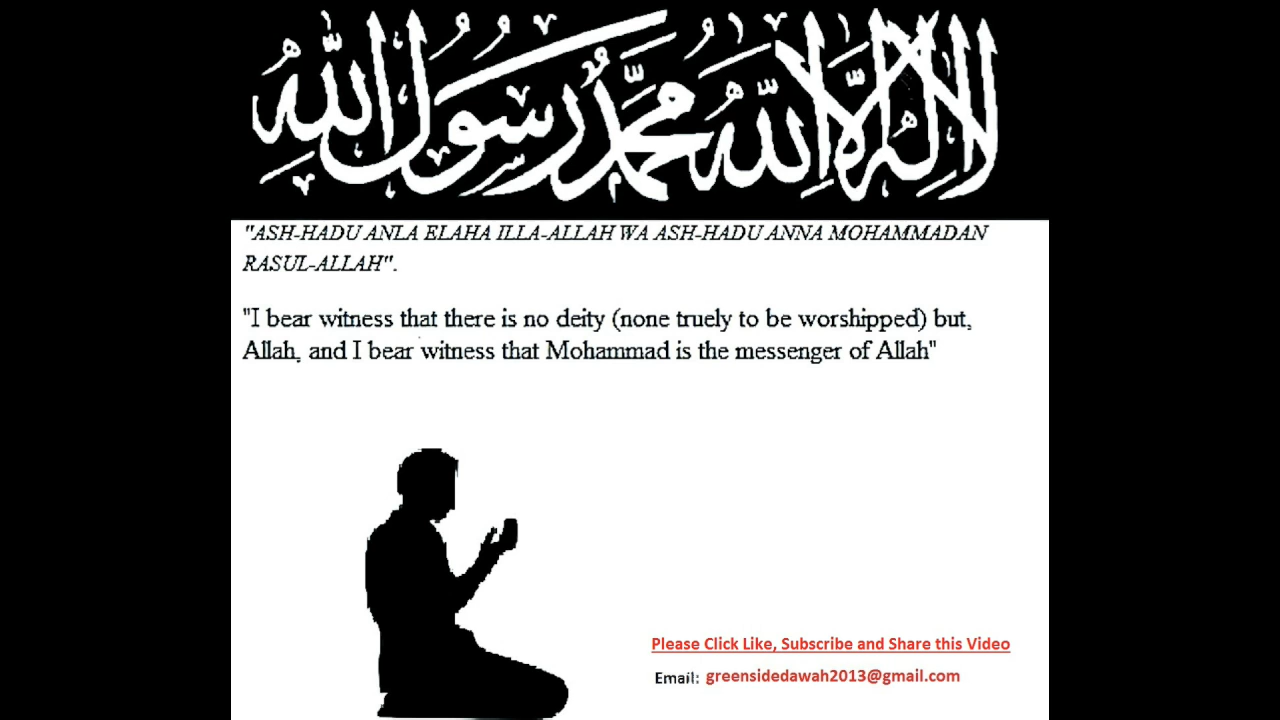 لا إله إلا الله محمد رسول الله
"ASH-HADU ANLA ELAHA ILLA-ALLAH WA ASH-HADU ANNA MOHAMMADAN
RASUL-ALLAH".
"I bear witness that there is no deity (none truely to be worshipped) but,
Allah, and I bear witness that Mohammad is the messenger of Allah"
Please Click Like, Subscribe and Share this Video
Email: greensidedawah2013@gmail.com